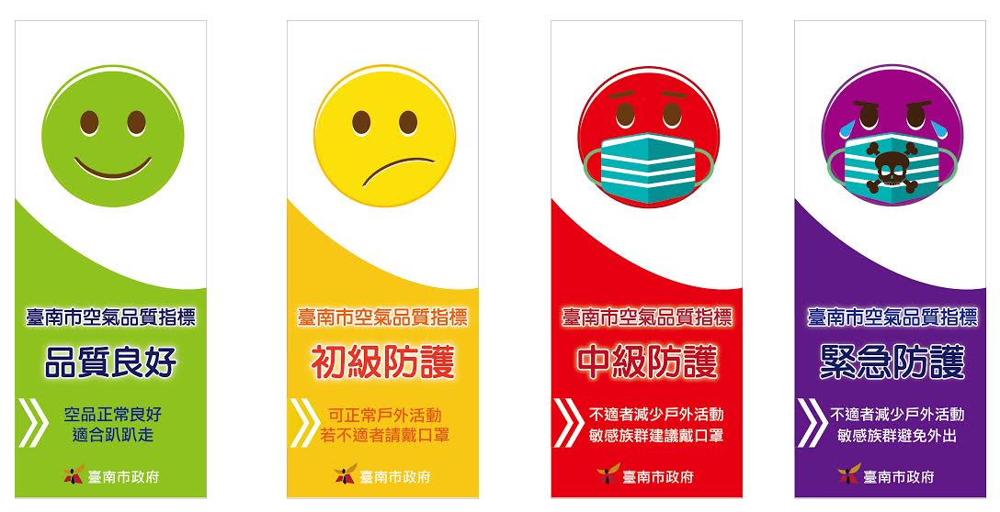 臺南市空氣品質指標
品質良好
空品正常良好
適合趴趴走
臺南市政府
臺南市空氣品質指標
初級防護
可正常戶外活動
若不適者請戴口罩
臺南市政府
臺南市空氣品質指標
中級防護
不適者減少戶外活動
敏感族群建議戴口罩
臺南市政府
臺南市空氣品質指標
緊急防護
不適者減少戶外活動
敏感族群避免外出
臺南市政府